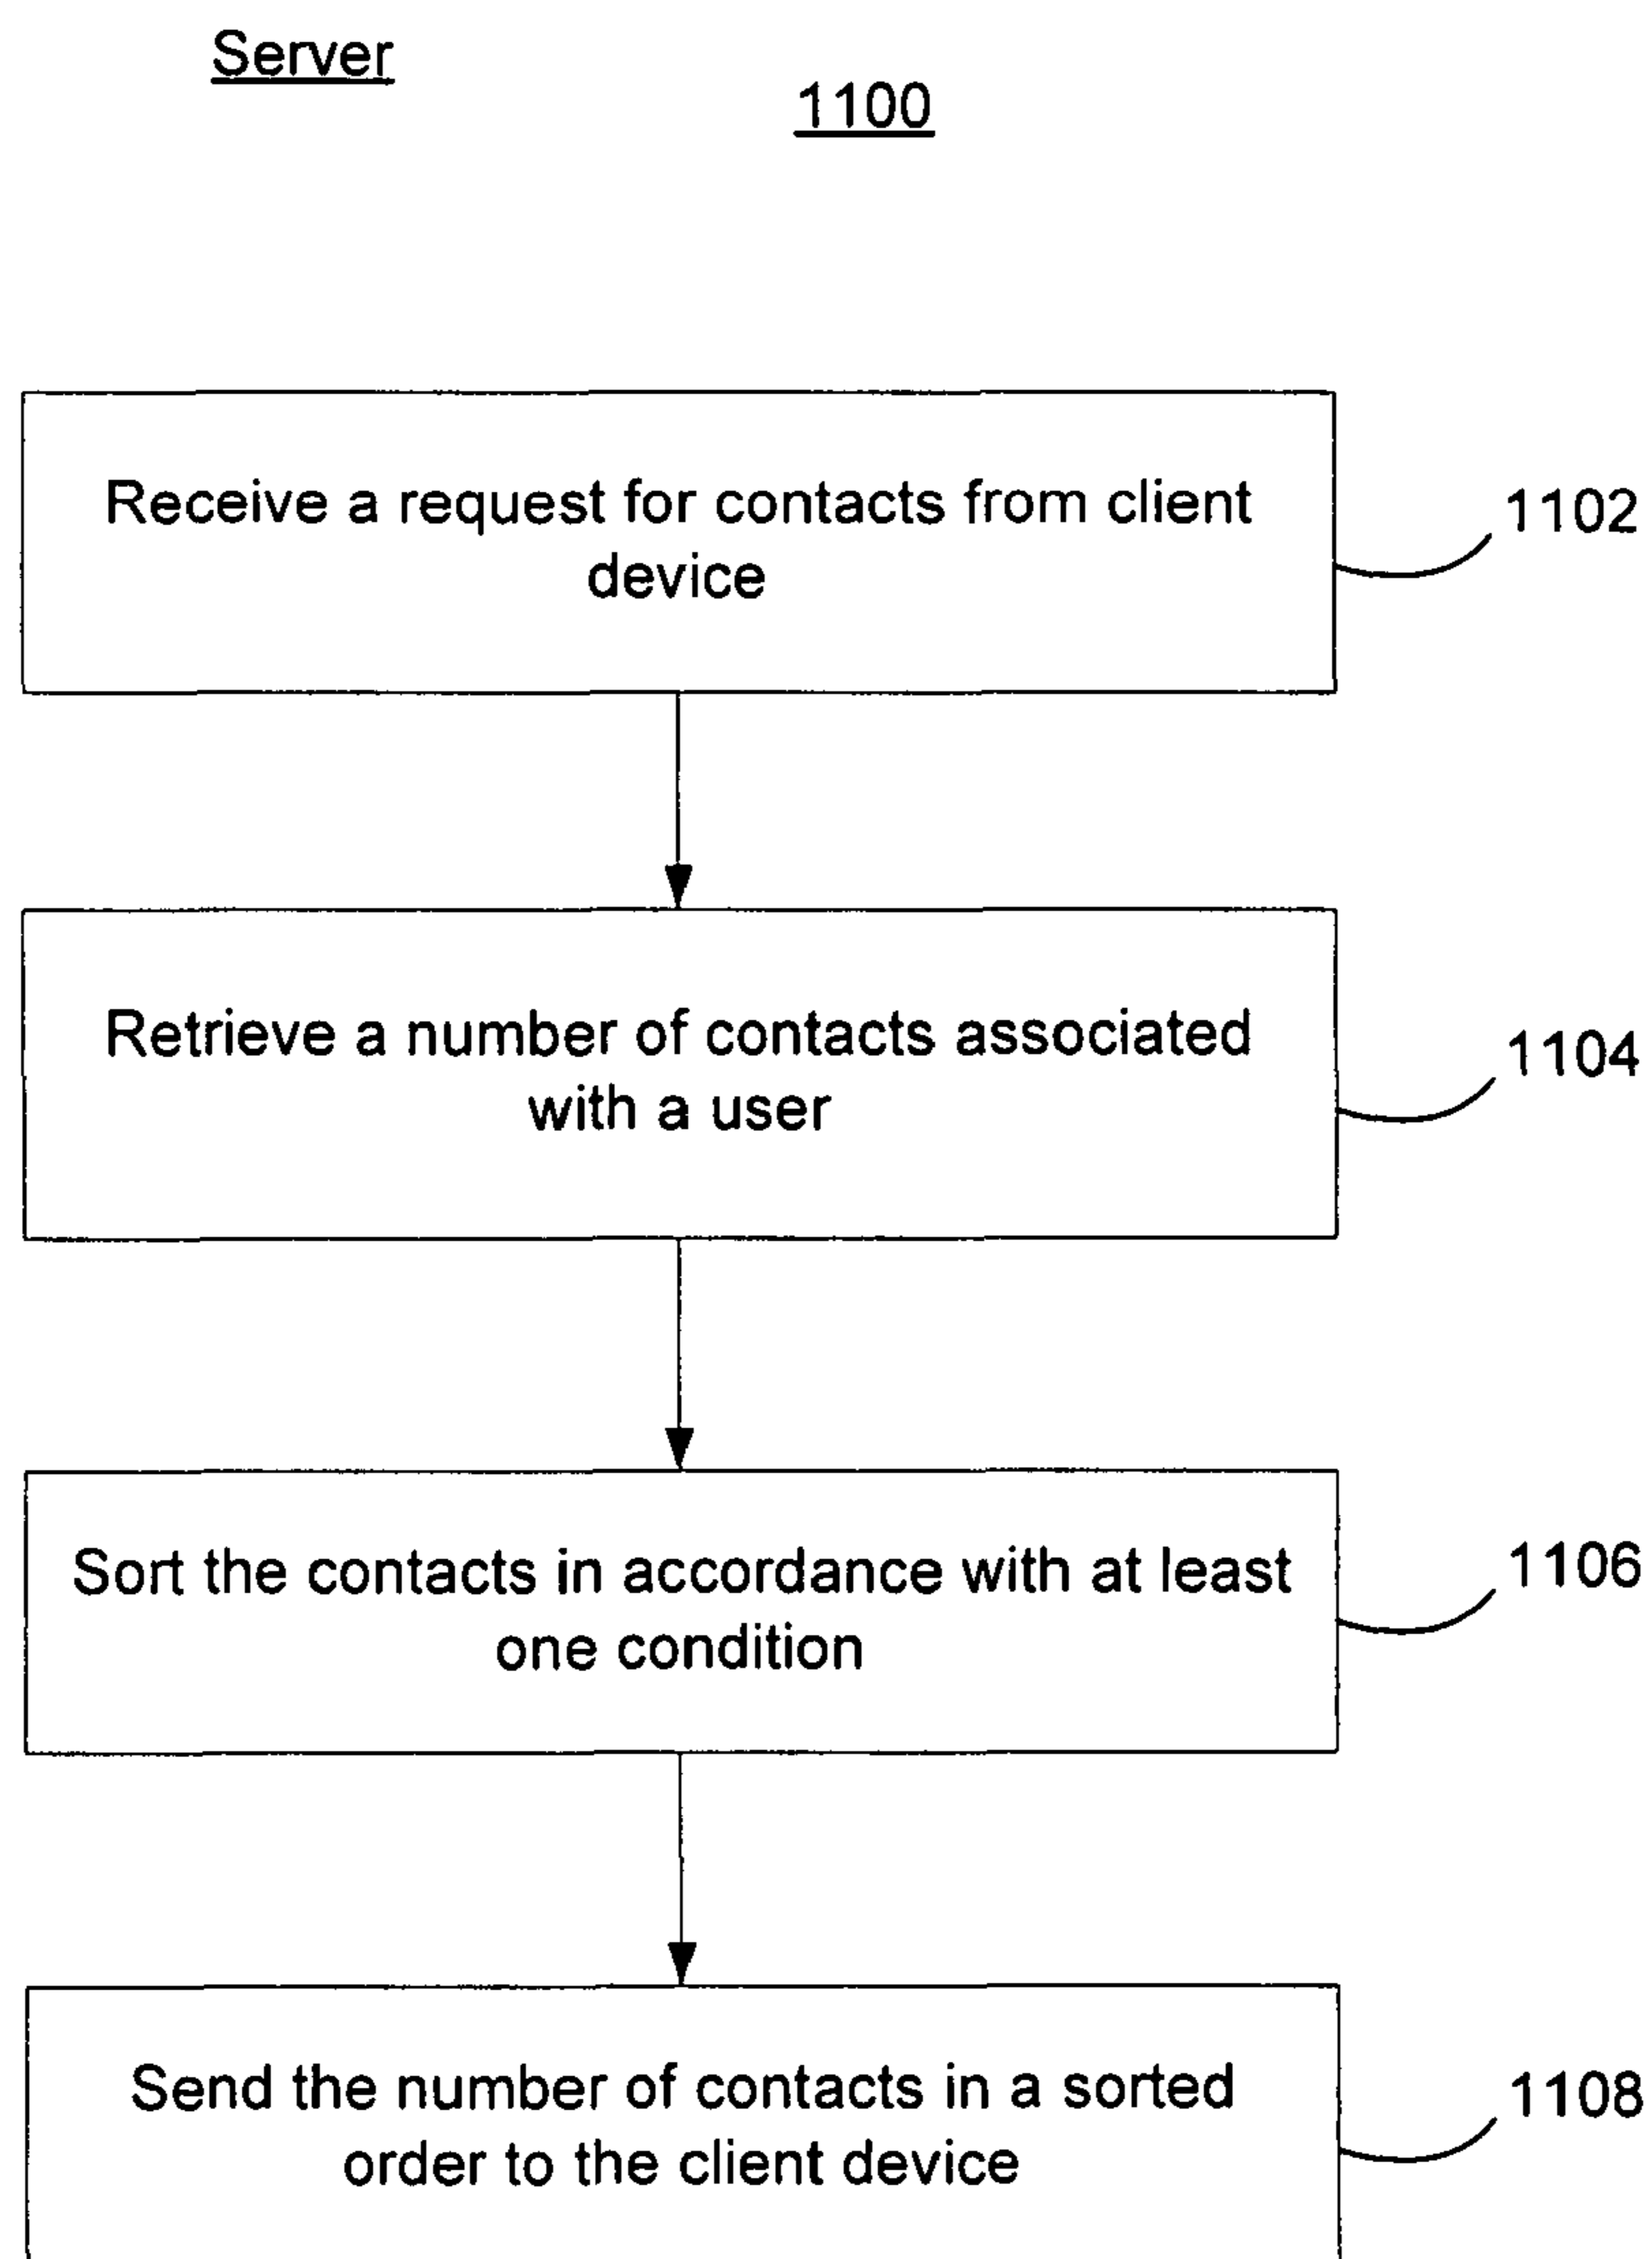 Server
1100
Receive a request for contacts from client
device
1102
Retrieve a number of contacts associated
with a user
1104
Sort the contacts in accordance with at least
one condition
1106
Send the number of contacts in a sorted
order to the client device
1108